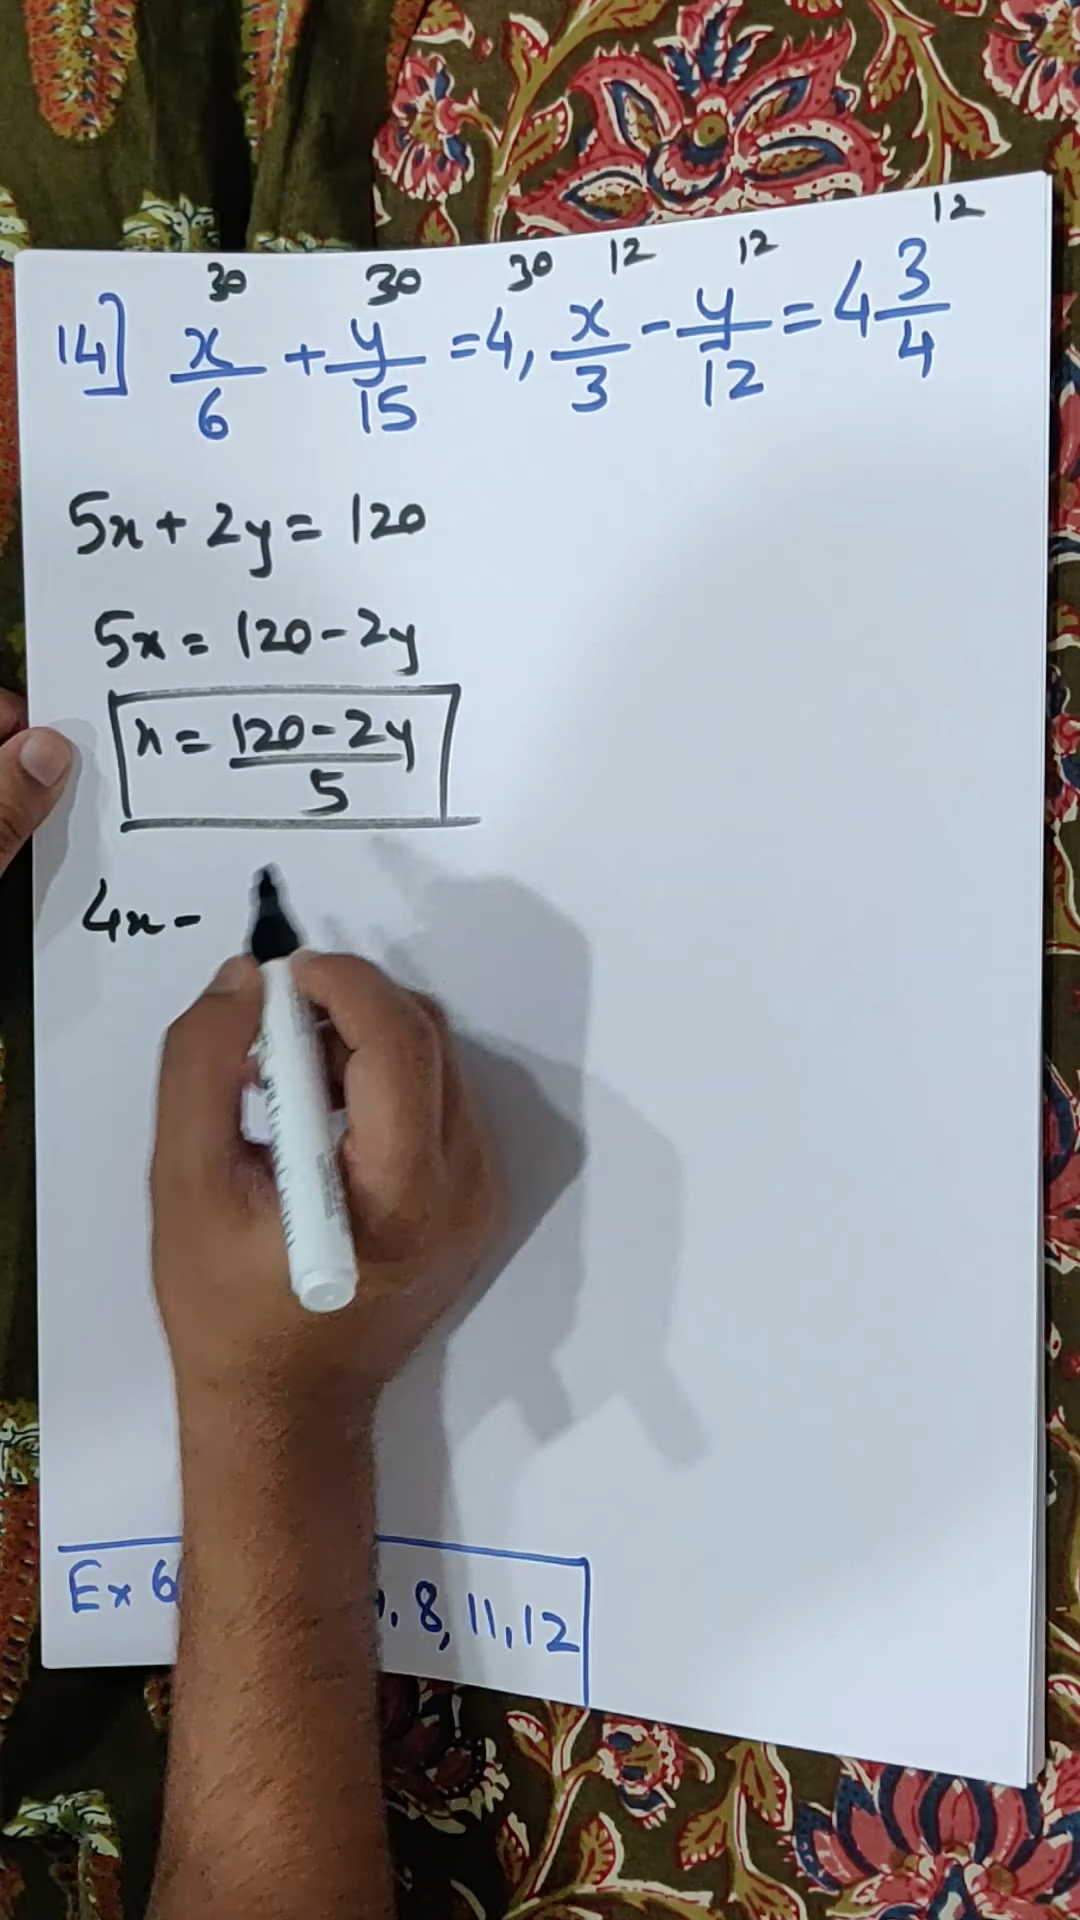 30 30 30 12 12 12
14] x/6 + y/15 = 4, x/3 - y/12 = 4 3/4
5x + 2y = 120
5x = 120 - 2y
x = 120 - 2y / 5
4x -
Ex 6 8, 11, 12